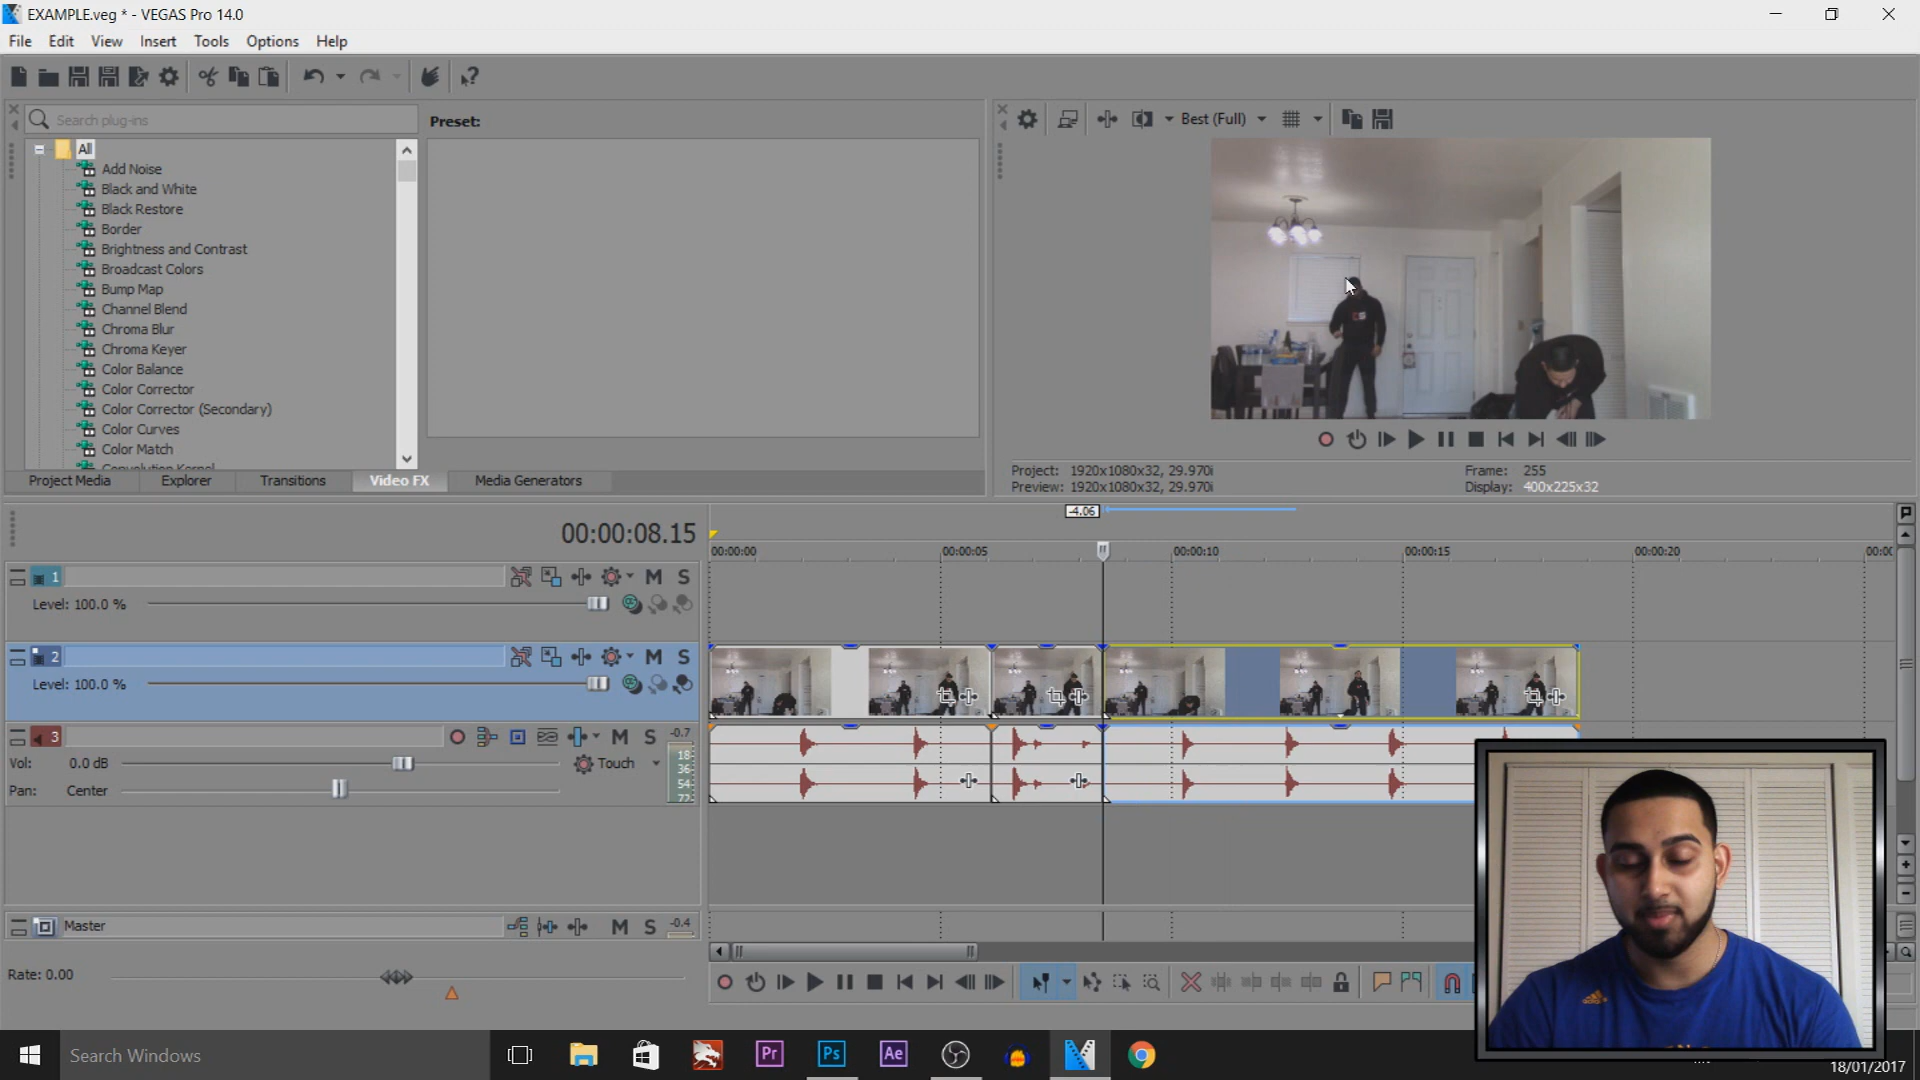 EXAMPLE.veg * - VEGAS Pro 14.0
File Edit View Insert Tools Options Help
Search plug-ins
Preset:
Best (Full)
All
Add Noise
Black and White
Black Restore
Border
Brightness and Contrast
Broadcast Colors
Bump Map
Channel Blend
Chroma Blur
Chroma Keyer
Color Balance
Color Corrector
Color Corrector (Secondary)
Color Curves
Color Match
Convolution Kernel
Project Media Explorer Transitions Video FX Media Generators
Project: 1920x1080x32, 29.970i Frame: 255
Preview: 1920x1080x32, 29.970i Display: 400x225x32
-4.06
00:00:08.15
00:00:00 00:00:05 00:00:10 00:00:15 00:00:20
1 M S
Level: 100.0 %
2 M S
Level: 100.0 %
3 M S -0.7
Vol: 0.0 dB Touch
Pan: Center
18
36
54
72
Master M S -0.4
Rate: 0.00
Search Windows
Pr Ps Ae
18/01/2017